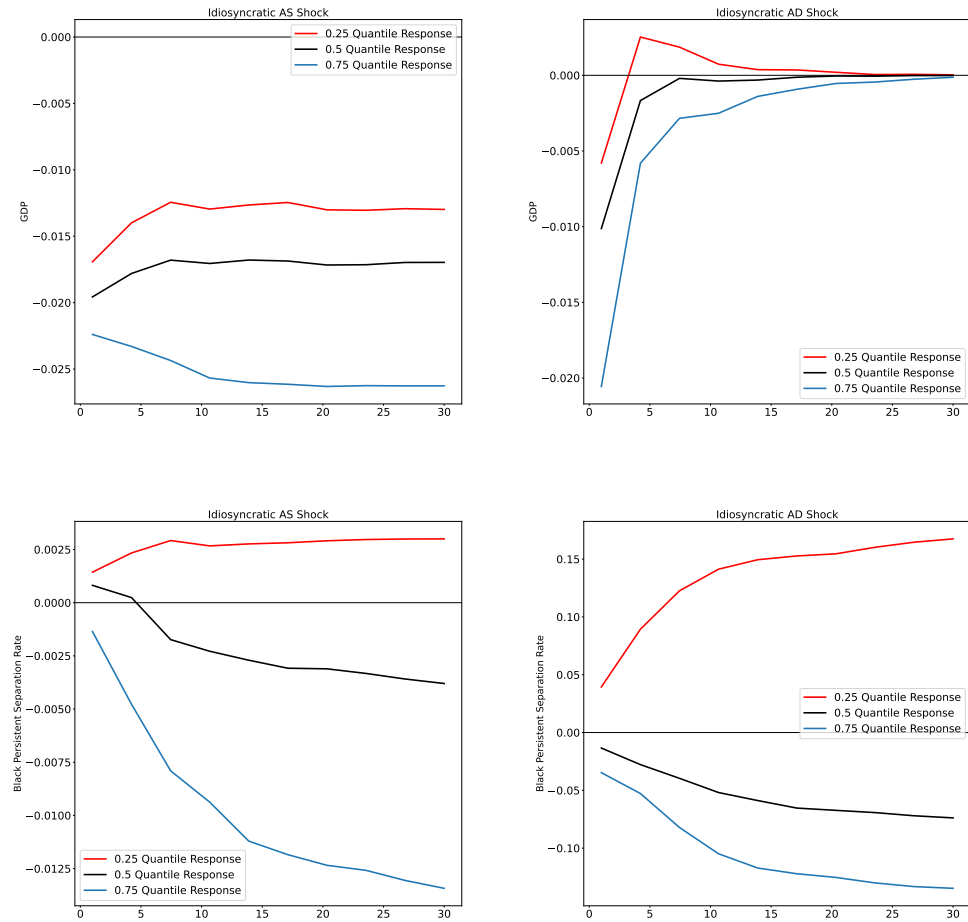 Idiosyncratic AS Shock
0.000
−0.005
−0.010
−0.015
−0.020
−0.025
GDP
0.25 Quantile Response
0.5 Quantile Response
0.75 Quantile Response
0 5 10 15 20 25 30
Idiosyncratic AD Shock
0.000
−0.005
−0.010
−0.015
−0.020
GDP
0.25 Quantile Response
0.5 Quantile Response
0.75 Quantile Response
0 5 10 15 20 25 30
Idiosyncratic AS Shock
0.0025
0.0000
−0.0025
−0.0050
−0.0075
−0.0100
−0.0125
Black Persistent Separation Rate
0.25 Quantile Response
0.5 Quantile Response
0.75 Quantile Response
0 5 10 15 20 25 30
Idiosyncratic AD Shock
0.15
0.10
0.05
0.00
−0.05
−0.10
Black Persistent Separation Rate
0.25 Quantile Response
0.5 Quantile Response
0.75 Quantile Response
0 5 10 15 20 25 30